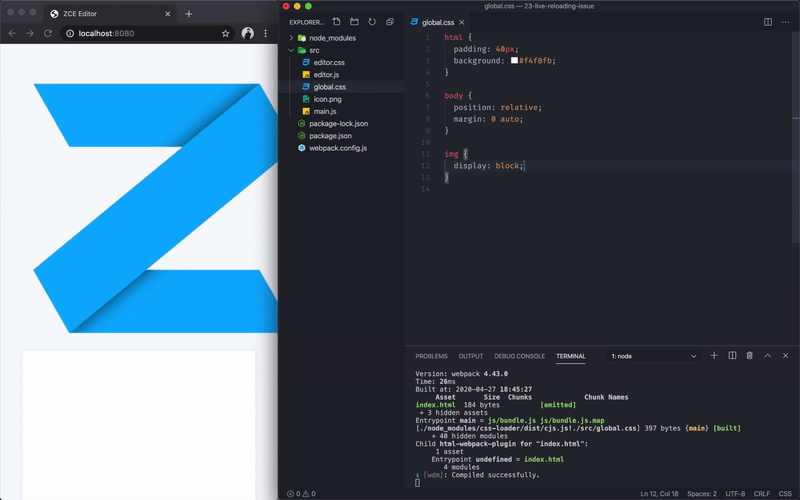 ZCE Editor
localhost:8080
global.css — 23-live-reloading-issue
EXPLORER...
node_modules
src
editor.css
editor.js
global.css
icon.png
main.js
package-lock.json
package.json
webpack.config.js
global.css
1 html {
2 padding: 40px;
3 background: #f4f8fb;
4 }
5
6 body {
7 position: relative;
8 margin: 0 auto;
9 }
10
11 img {
12 display: block;
13 }
14
PROBLEMS OUTPUT DEBUG CONSOLE TERMINAL 1: node
Version: webpack 4.43.0
Time: 26ms
Built at: 2020-04-27 18:45:27
Asset Size Chunks Chunk Names
index.html 184 bytes [emitted]
+ 3 hidden assets
Entrypoint main = js/bundle.js js/bundle.js.map
[./node_modules/css-loader/dist/cjs.js!./src/global.css] 397 bytes {main} [built]
+ 40 hidden modules
Child html-webpack-plugin for "index.html":
1 asset
Entrypoint undefined = index.html
4 modules
ℹ ｢wdm｣: Compiled successfully.
0 0 Ln 12, Col 18 Spaces: 2 UTF-8 CRLF CSS